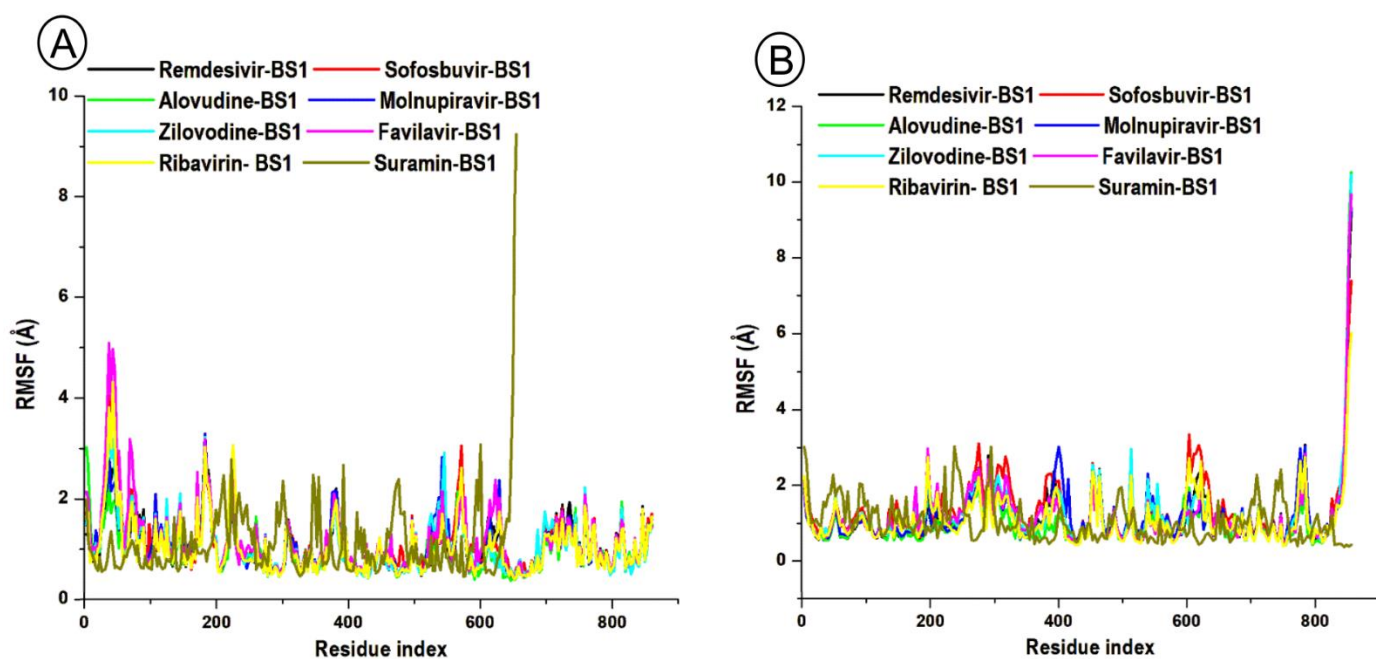 A
Remdesivir-BS1 Sofosbuvir-BS1
Alovudine-BS1 Molnupiravir-BS1
Zilovodine-BS1 Favilavir-BS1
Ribavirin- BS1 Suramin-BS1
10
8
6
4
2
0
RMSF (Å)
0 200 400 600 800
Residue index
B
Remdesivir-BS1 Sofosbuvir-BS1
Alovudine-BS1 Molnupiravir-BS1
Zilovodine-BS1 Favilavir-BS1
Ribavirin- BS1 Suramin-BS1
12
10
8
6
4
2
0
RMSF (Å)
0 200 400 600 800
Residue index